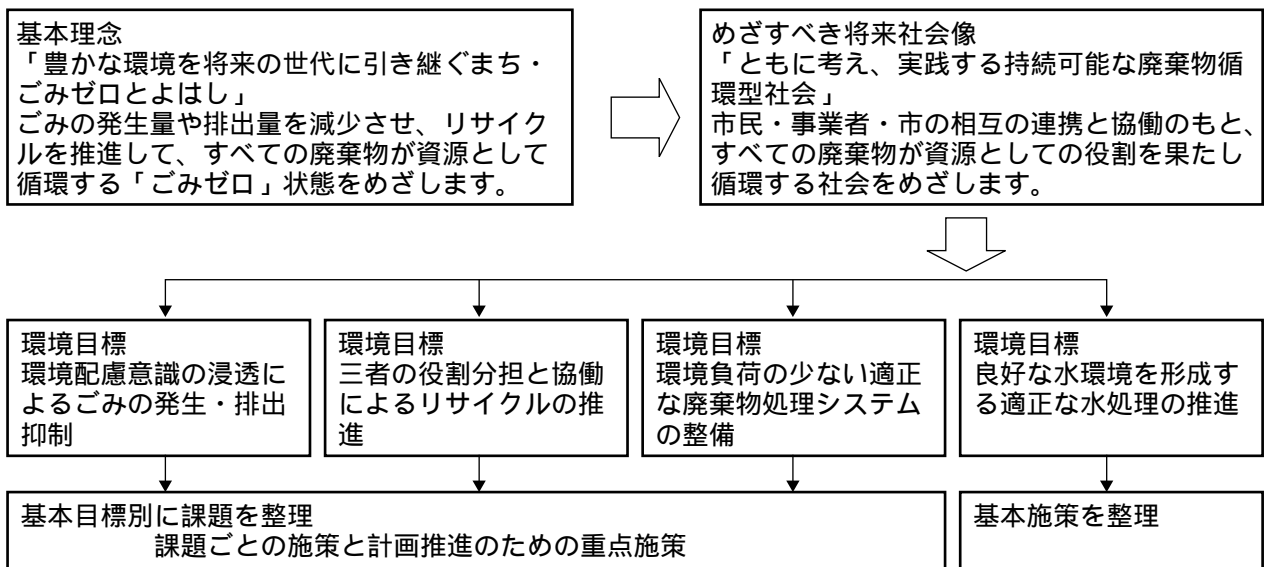 基本理念
「豊かな環境を将来の世代に引き継ぐまち・
ごみゼロとよはし」
ごみの発生量や排出量を減少させ、リサイク
ルを推進して、すべての廃棄物が資源として
循環する「ごみゼロ」状態をめざします。
めざすべき将来社会像
「ともに考え、実践する持続可能な廃棄物循
環型社会」
市民・事業者・市の相互の連携と協働のもと、
すべての廃棄物が資源としての役割を果たし
循環する社会をめざします。
環境目標
環境配慮意識の浸透に
よるごみの発生・排出
抑制
環境目標
三者の役割分担と協働
によるリサイクルの推
進
環境目標
環境負荷の少ない適正
な廃棄物処理システム
の整備
環境目標
良好な水環境を形成す
る適正な水処理の推進
基本目標別に課題を整理
課題ごとの施策と計画推進のための重点施策
基本施策を整理